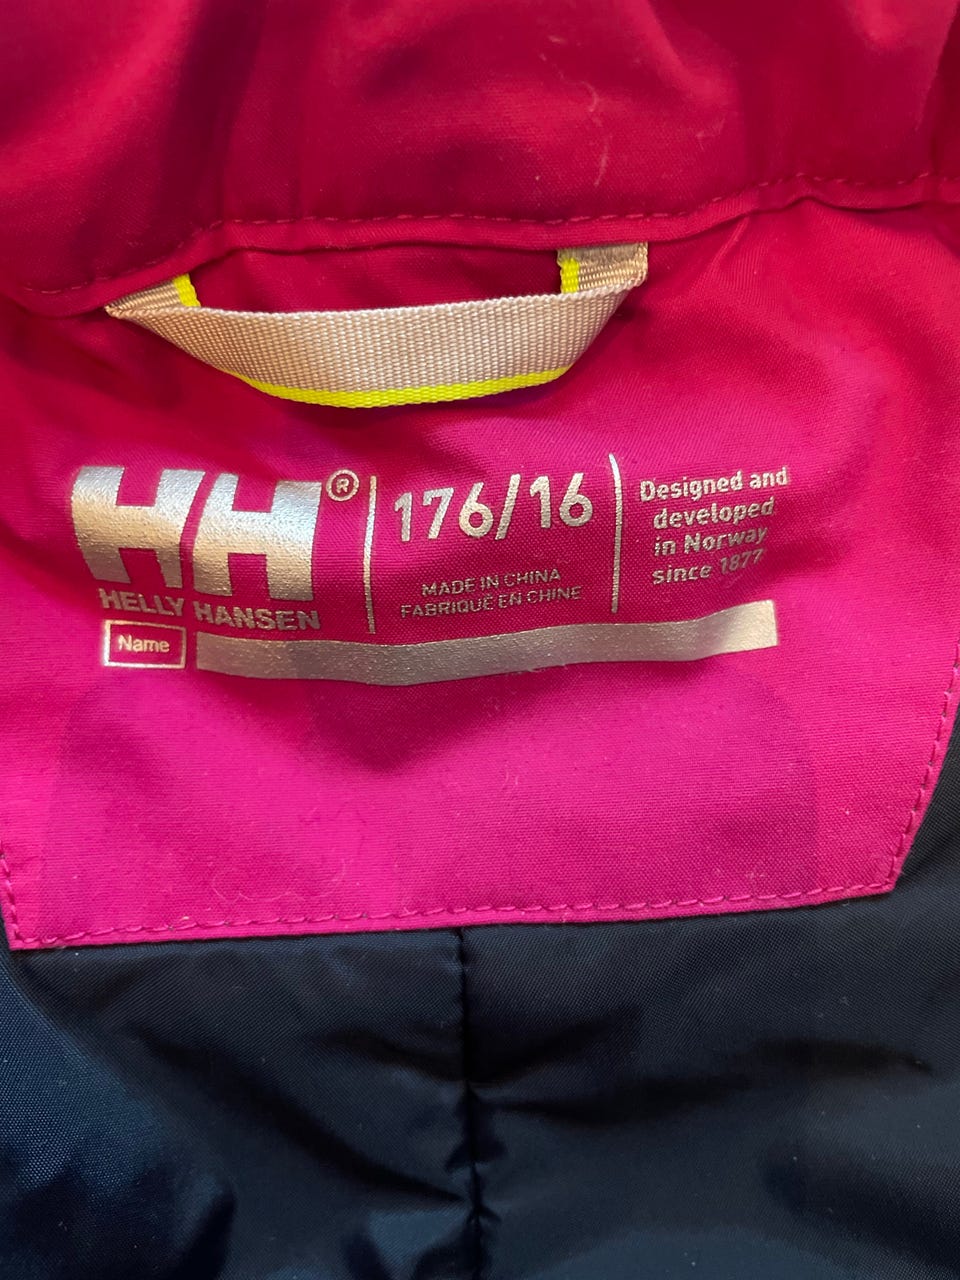 HH®
HELLY HANSEN
176/16
MADE IN CHINA
FABRIQUÉ EN CHINE
Designed and
developed
in Norway
since 1877
Name